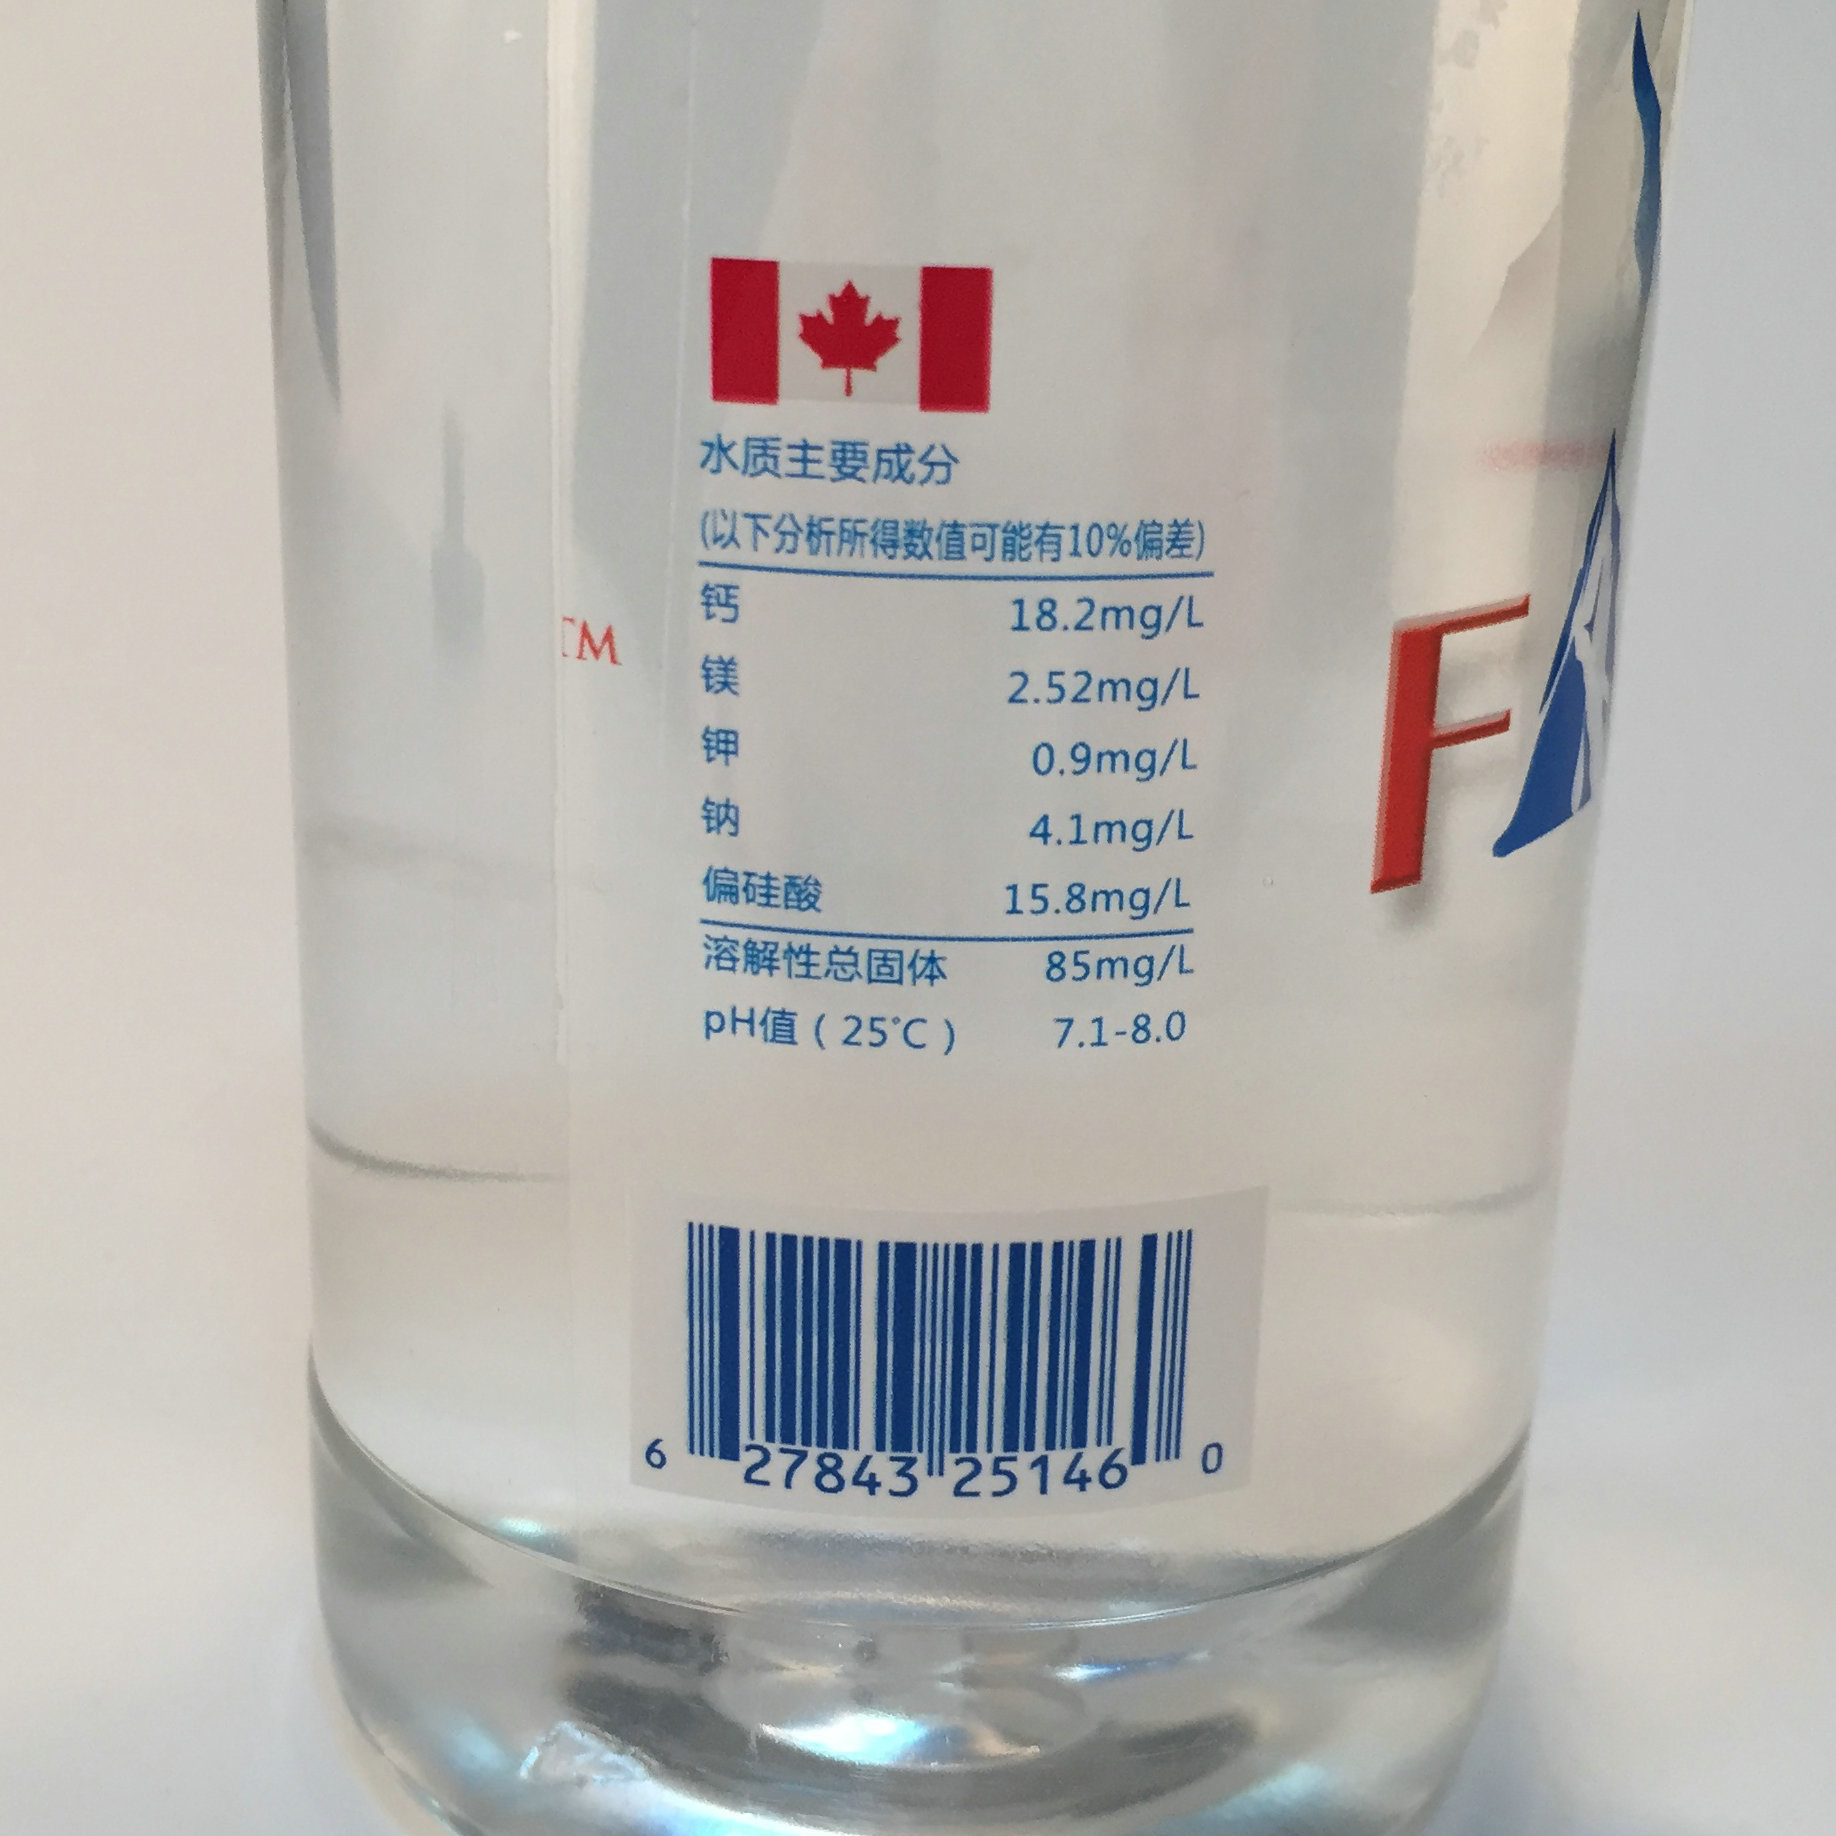 水质主要成分
(以下分析所得数值可能有10%偏差)
钙 18.2mg/L
镁 2.52mg/L
钾 0.9mg/L
钠 4.1mg/L
偏硅酸 15.8mg/L
溶解性总固体 85mg/L
pH值（25℃） 7.1-8.0
TM
FA
6 27843 25146 0